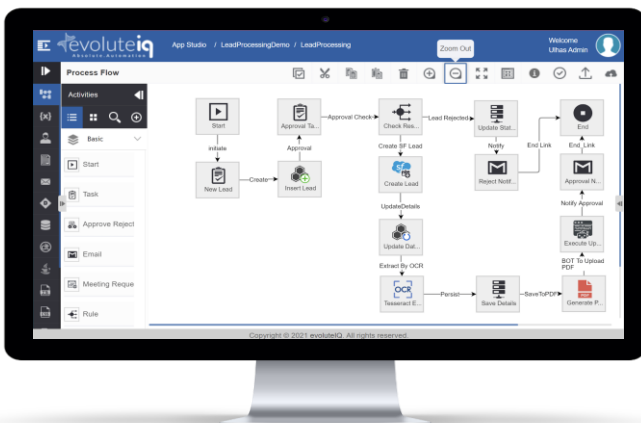 evoluteiq
Absolute Automation
App Studio / LeadProcessingDemo / LeadProcessing
Zoom Out
Welcome
Ulhas Admin
Process Flow
Activities
Basic
Start
Task
Approve Reject
Email
Meeting Reque
Rule
Start
Approval Ta...
Approval Check
Check Res...
Lead Rejected
Update Stat...
End
initiate
Approval
Create SF Lead
Notify
End Link
End_Link
New Lead
Create
Insert Lead
Create Lead
Reject Notif...
Approval N...
UpdateDetails
Notify Approval
Update Dat...
Execute Up...
Extract By OCR
BOT To Upload
PDF
OCR
Tesseract E...
Persist
Save Details
SaveToPDF
PDF
Generate P...
Copyright © 2021 evoluteIQ. All rights reserved.